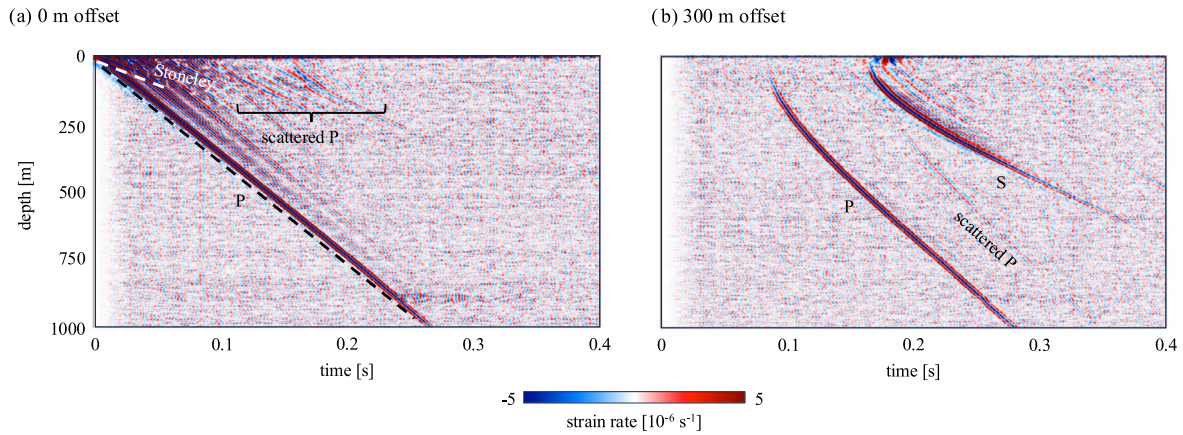 (a) 0 m offset
(b) 300 m offset
0
250
500
750
1000
depth [m]
Stoneley
scattered P
P
0
0.1
0.2
0.3
0.4
time [s]
P
S
scattered P
0
0.1
0.2
0.3
0.4
time [s]
-5
5
strain rate [10⁻⁶ s⁻¹]